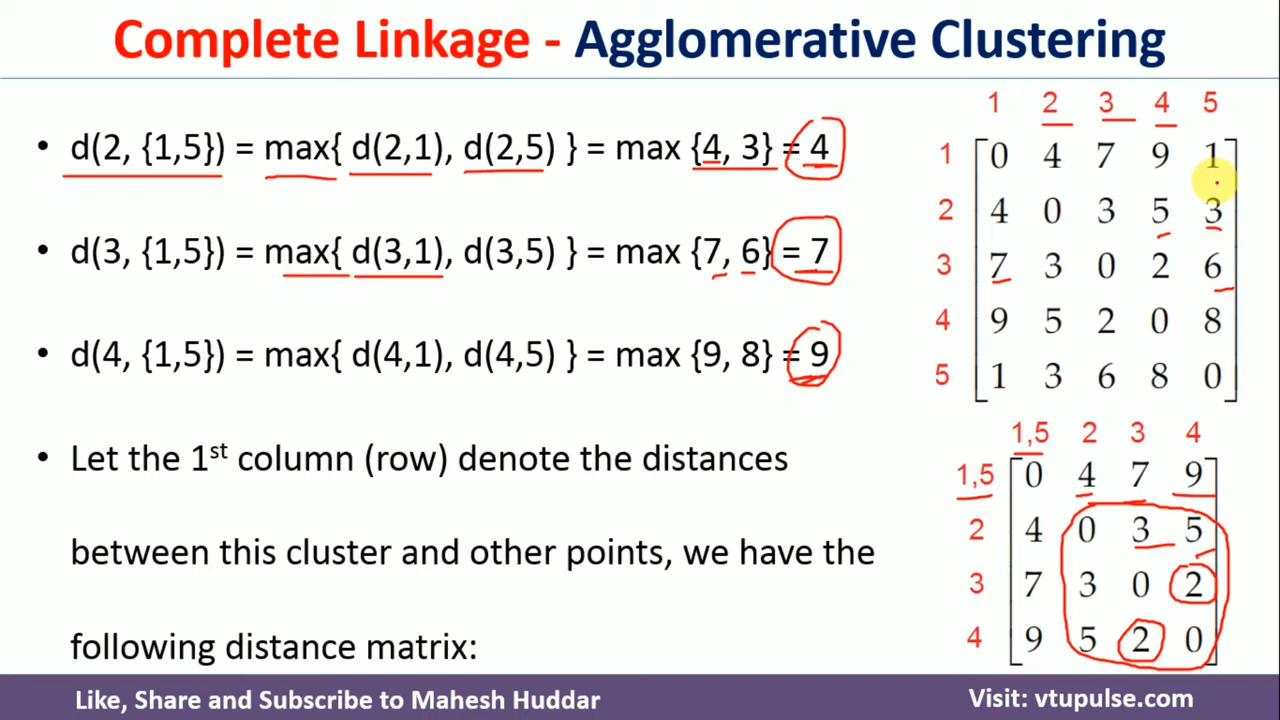 Complete Linkage - Agglomerative Clustering
• d(2, {1,5}) = max{ d(2,1), d(2,5) } = max {4, 3} = 4
• d(3, {1,5}) = max{ d(3,1), d(3,5) } = max {7, 6} = 7
• d(4, {1,5}) = max{ d(4,1), d(4,5) } = max {9, 8} = 9
• Let the 1st column (row) denote the distances
between this cluster and other points, we have the
following distance matrix:
1 2 3 4 5
1 0 4 7 9 1
2 4 0 3 5 3
3 7 3 0 2 6
4 9 5 2 0 8
5 1 3 6 8 0
1,5 2 3 4
1,5 0 4 7 9
2 4 0 3 5
3 7 3 0 2
4 9 5 2 0
Like, Share and Subscribe to Mahesh Huddar
Visit: vtupulse.com